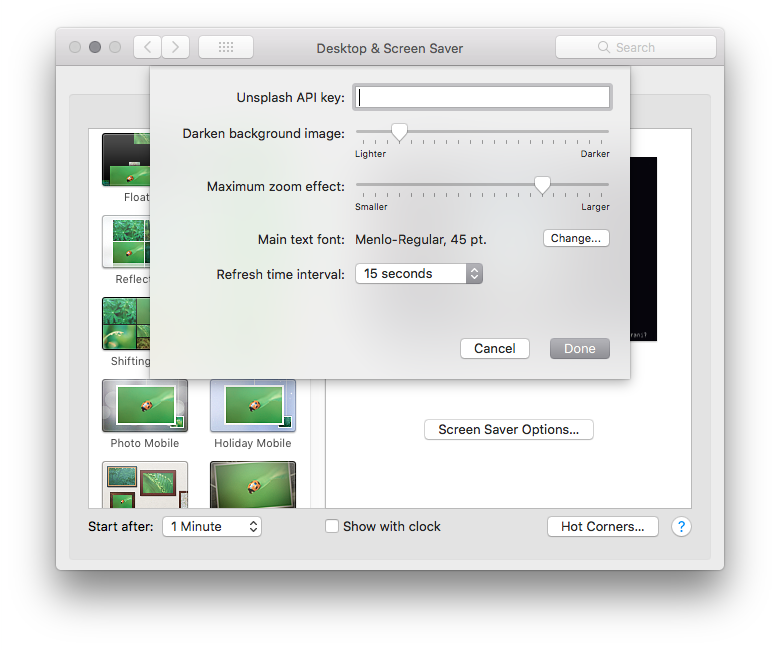 Desktop & Screen Saver
Search
Unsplash API key:
Darken background image:
Lighter Darker
Maximum zoom effect:
Smaller Larger
Main text font: Menlo-Regular, 45 pt. Change...
Refresh time interval: 15 seconds
Cancel Done
Float
Reflect
Shifting
Photo Mobile Holiday Mobile
Screen Saver Options...
Start after: 1 Minute Show with clock Hot Corners... ?